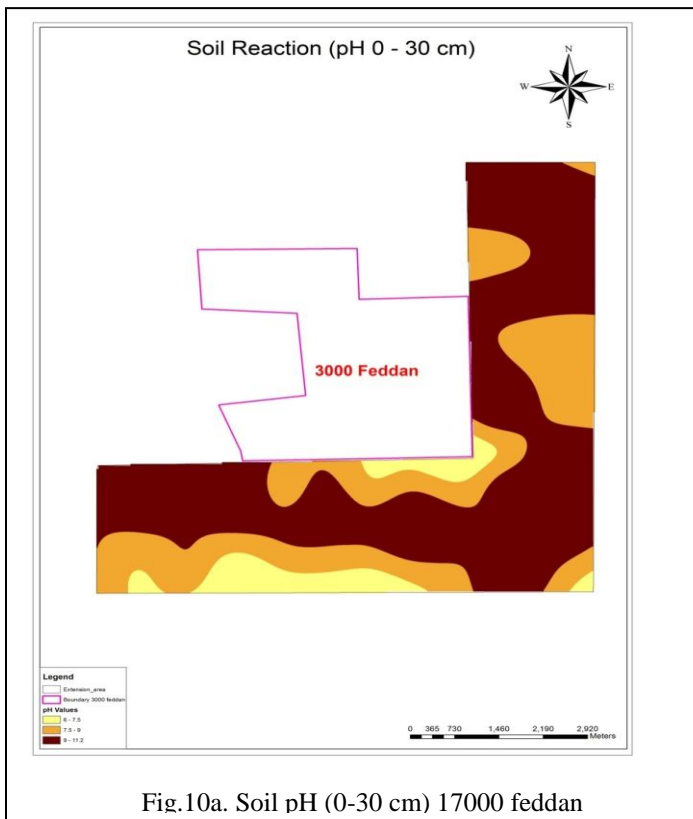 Soil Reaction (pH 0 - 30 cm)
N
W
E
S
3000 Feddan
Legend
Extension_area
Boundary 3000 feddan
pH Values
6 - 7.5
7.5 - 9
9 - 11.2
0 365 730 1,460 2,190 2,920
Meters
Fig.10a. Soil pH (0-30 cm) 17000 feddan